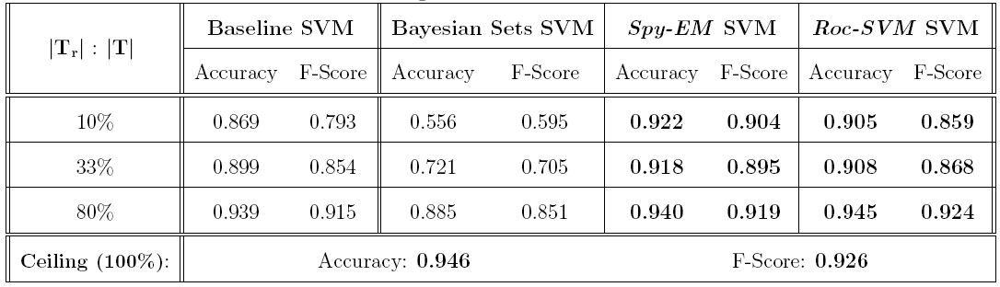 |Tr| : |T| Baseline SVM Bayesian Sets SVM Spy-EM SVM Roc-SVM SVM
Accuracy F-Score Accuracy F-Score Accuracy F-Score Accuracy F-Score
10% 0.869 0.793 0.556 0.595 0.922 0.904 0.905 0.859
33% 0.899 0.854 0.721 0.705 0.918 0.895 0.908 0.868
80% 0.939 0.915 0.885 0.851 0.940 0.919 0.945 0.924
Ceiling (100%): Accuracy: 0.946 F-Score: 0.926